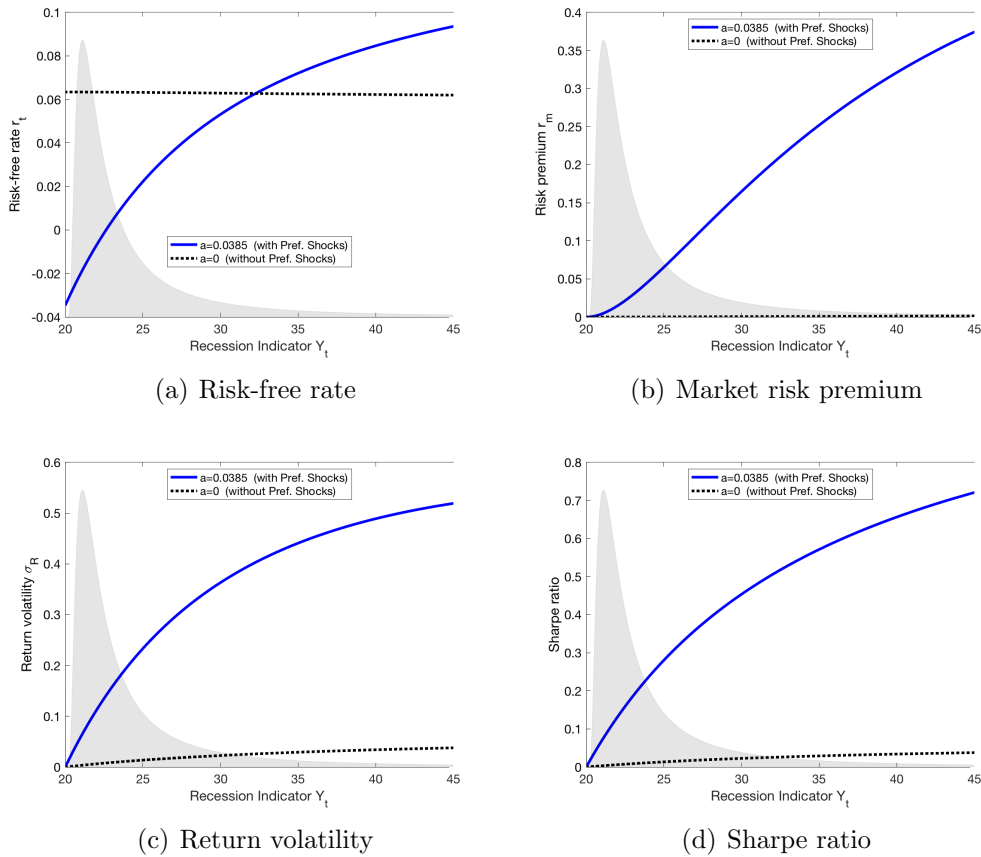 0.1
0.08
0.06
0.04
0.02
0
-0.02
-0.04
Risk-free rate r_t
a=0.0385 (with Pref. Shocks)
a=0 (without Pref. Shocks)
20 25 30 35 40 45
Recession Indicator Y_t
(a) Risk-free rate
0.4
0.35
0.3
0.25
0.2
0.15
0.1
0.05
0
Risk premium r_m
a=0.0385 (with Pref. Shocks)
a=0 (without Pref. Shocks)
20 25 30 35 40 45
Recession Indicator Y_t
(b) Market risk premium
0.6
0.5
0.4
0.3
0.2
0.1
0
Return volatility σ_R
a=0.0385 (with Pref. Shocks)
a=0 (without Pref. Shocks)
20 25 30 35 40 45
Recession Indicator Y_t
(c) Return volatility
0.8
0.7
0.6
0.5
0.4
0.3
0.2
0.1
0
Sharpe ratio
a=0.0385 (with Pref. Shocks)
a=0 (without Pref. Shocks)
20 25 30 35 40 45
Recession Indicator Y_t
(d) Sharpe ratio